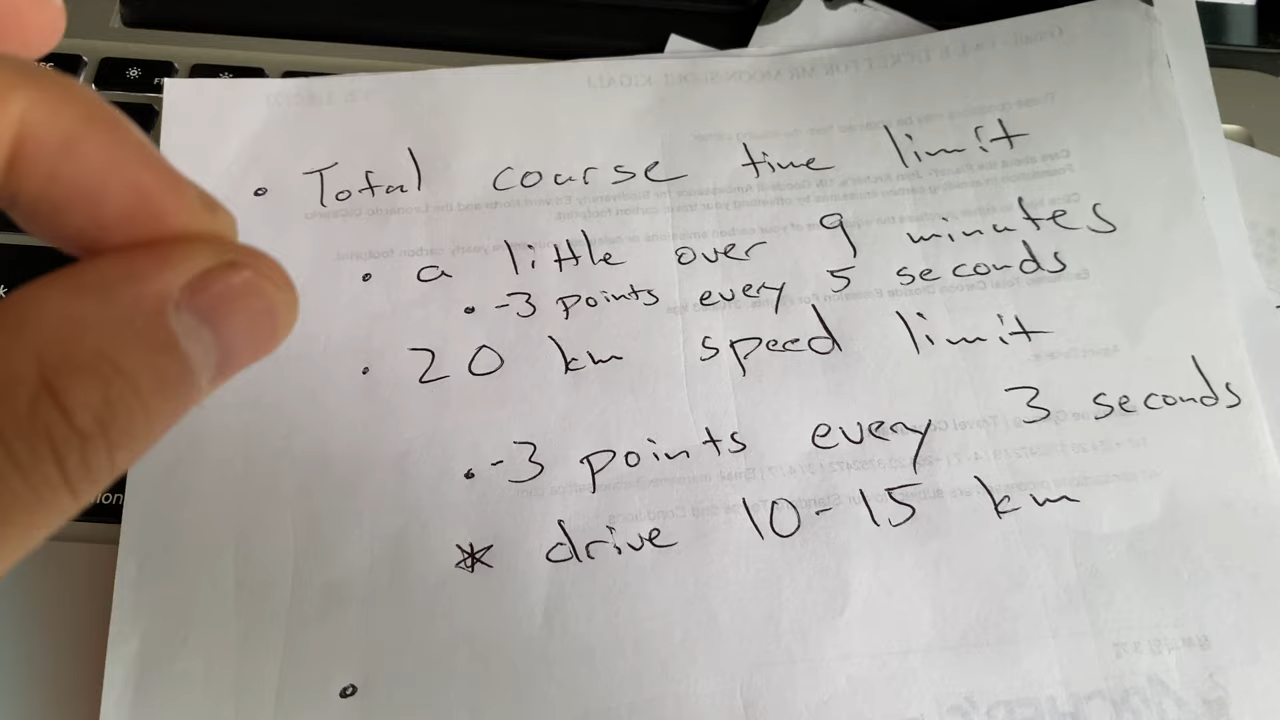 • Total course time limit
• a little over 9 minutes
• -3 points every 5 seconds
• 20 km speed limit
• -3 points every 3 seconds
* drive 10-15 km
•